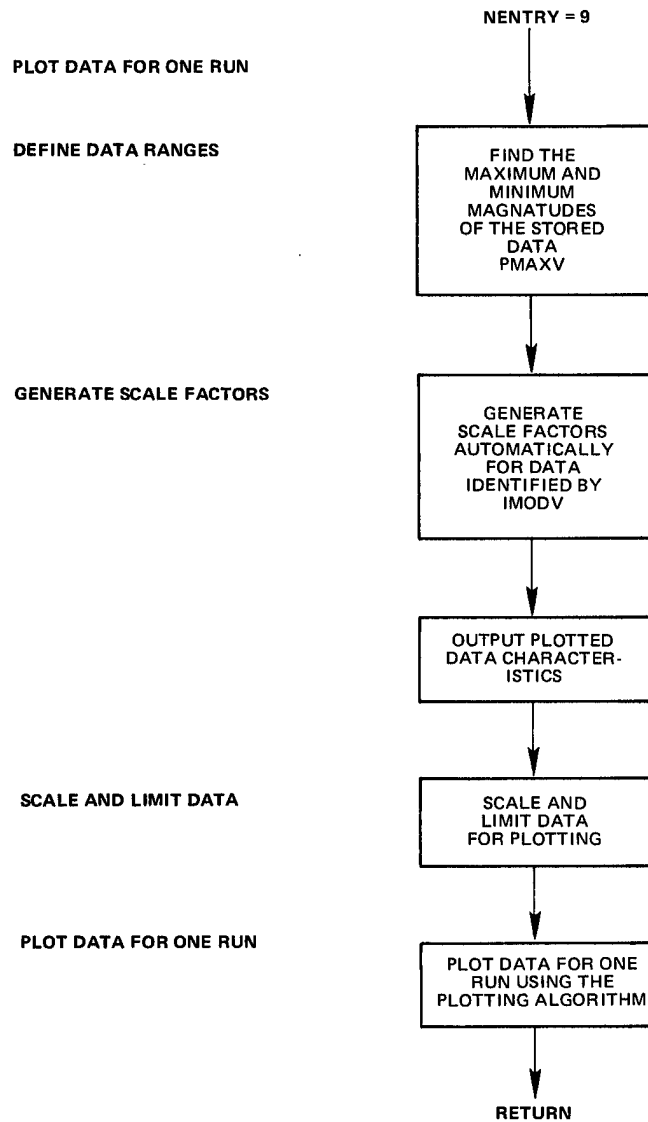 NENTRY = 9
PLOT DATA FOR ONE RUN
DEFINE DATA RANGES
FIND THE
MAXIMUM AND
MINIMUM
MAGNATUDES
OF THE STORED
DATA
PMAXV
GENERATE SCALE FACTORS
GENERATE
SCALE FACTORS
AUTOMATICALLY
FOR DATA
IDENTIFIED BY
IMODV
OUTPUT PLOTTED
DATA CHARACTER-
ISTICS
SCALE AND LIMIT DATA
SCALE AND
LIMIT DATA
FOR PLOTTING
PLOT DATA FOR ONE RUN
PLOT DATA FOR ONE
RUN USING THE
PLOTTING ALGORITHM
RETURN